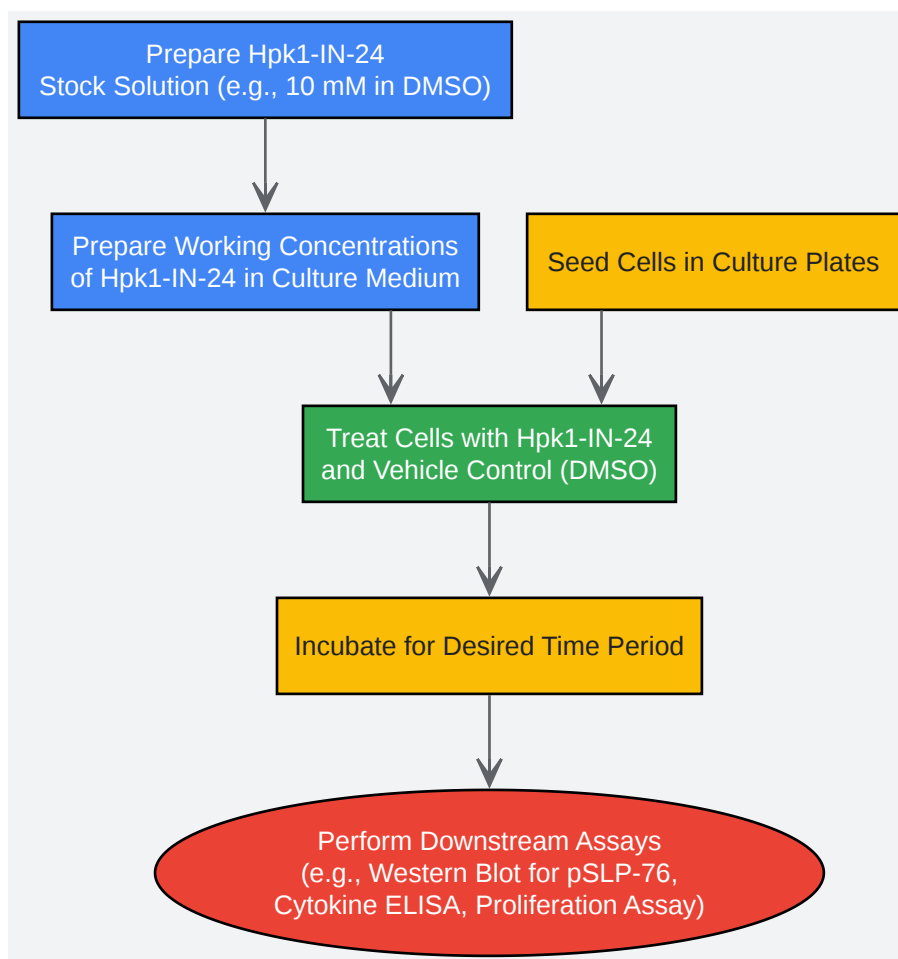 Prepare Hpk1-IN-24
Stock Solution (e.g., 10 mM in DMSO)
Prepare Working Concentrations
of Hpk1-IN-24 in Culture Medium
Seed Cells in Culture Plates
Treat Cells with Hpk1-IN-24
and Vehicle Control (DMSO)
Incubate for Desired Time Period
Perform Downstream Assays
(e.g., Western Blot for pSLP-76,
Cytokine ELISA, Proliferation Assay)